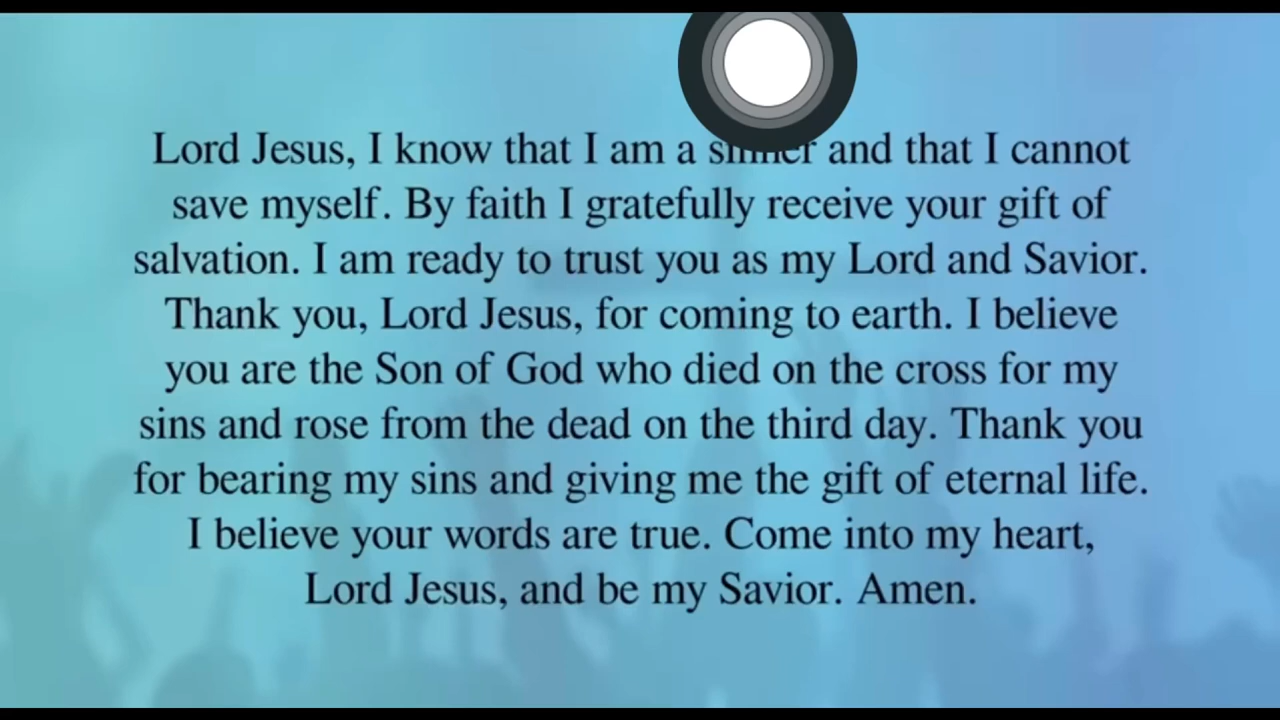 Lord Jesus, I know that I am a sinner and that I cannot
save myself. By faith I gratefully receive your gift of
salvation. I am ready to trust you as my Lord and Savior.
Thank you, Lord Jesus, for coming to earth. I believe
you are the Son of God who died on the cross for my
sins and rose from the dead on the third day. Thank you
for bearing my sins and giving me the gift of eternal life.
I believe your words are true. Come into my heart,
Lord Jesus, and be my Savior. Amen.